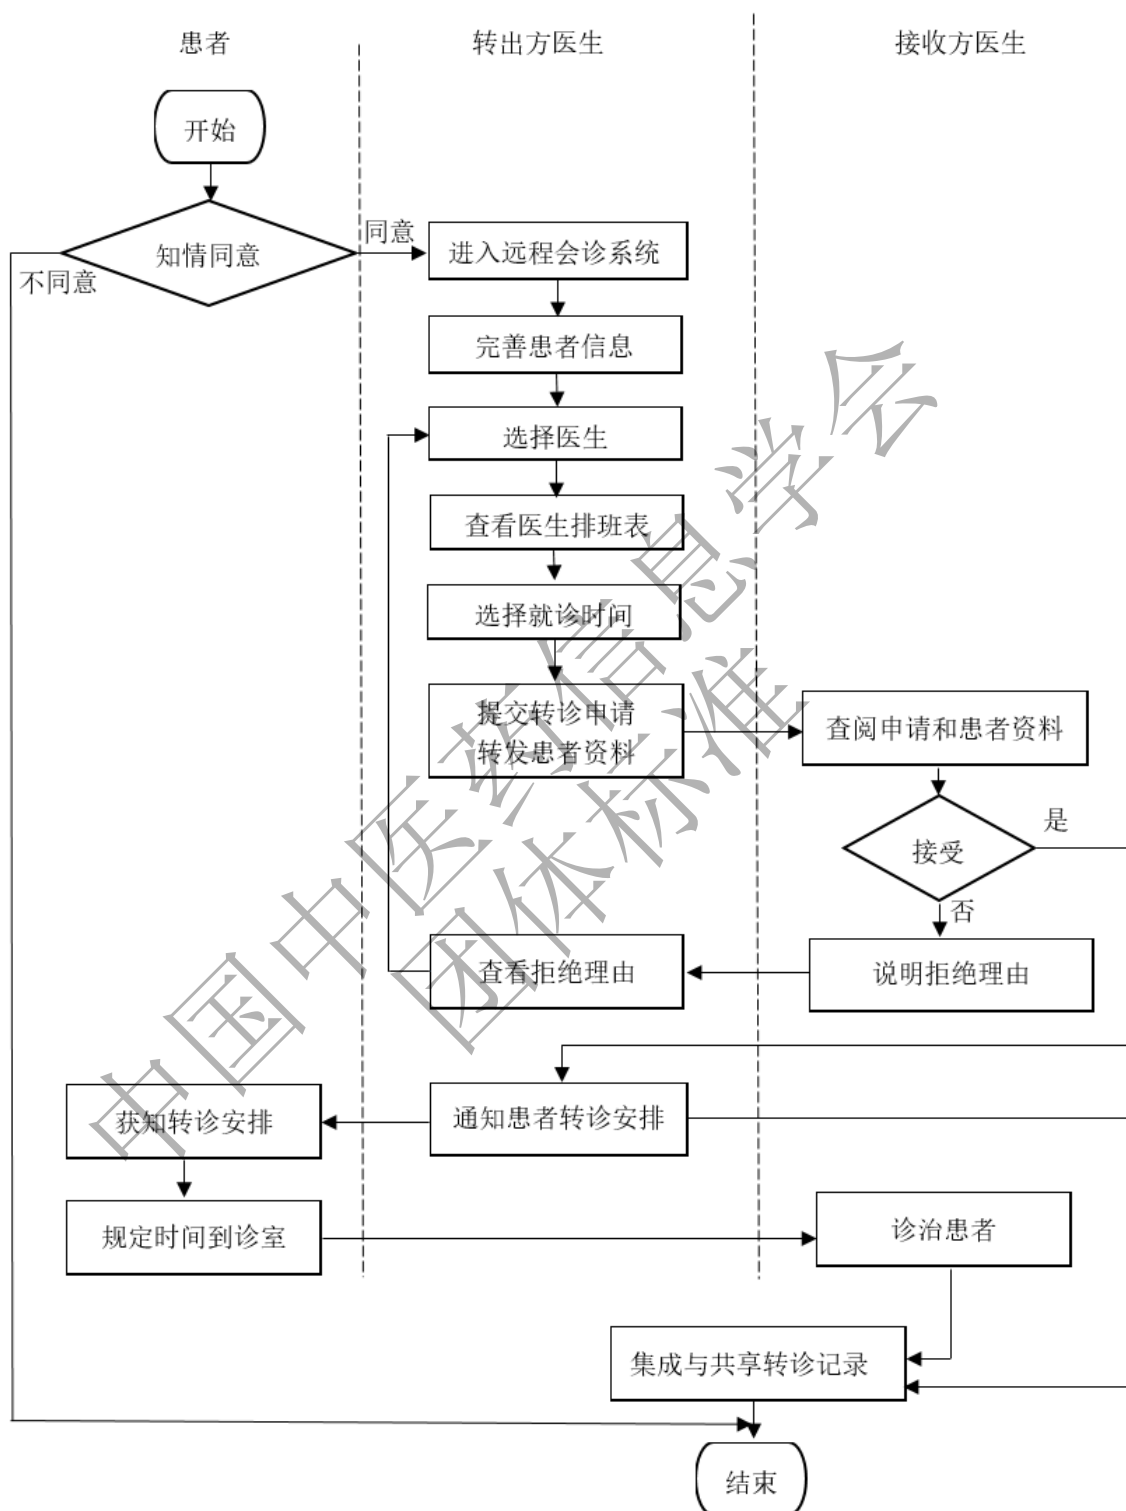 患者
转出方医生
接收方医生
开始
知情同意
同意
不同意
进入远程会诊系统
完善患者信息
选择医生
查看医生排班表
选择就诊时间
提交转诊申请
转发患者资料
查阅申请和患者资料
接受
是
否
说明拒绝理由
查看拒绝理由
通知患者转诊安排
获知转诊安排
规定时间到诊室
诊治患者
集成与共享转诊记录
结束
中国中医药信息学会
团体标准